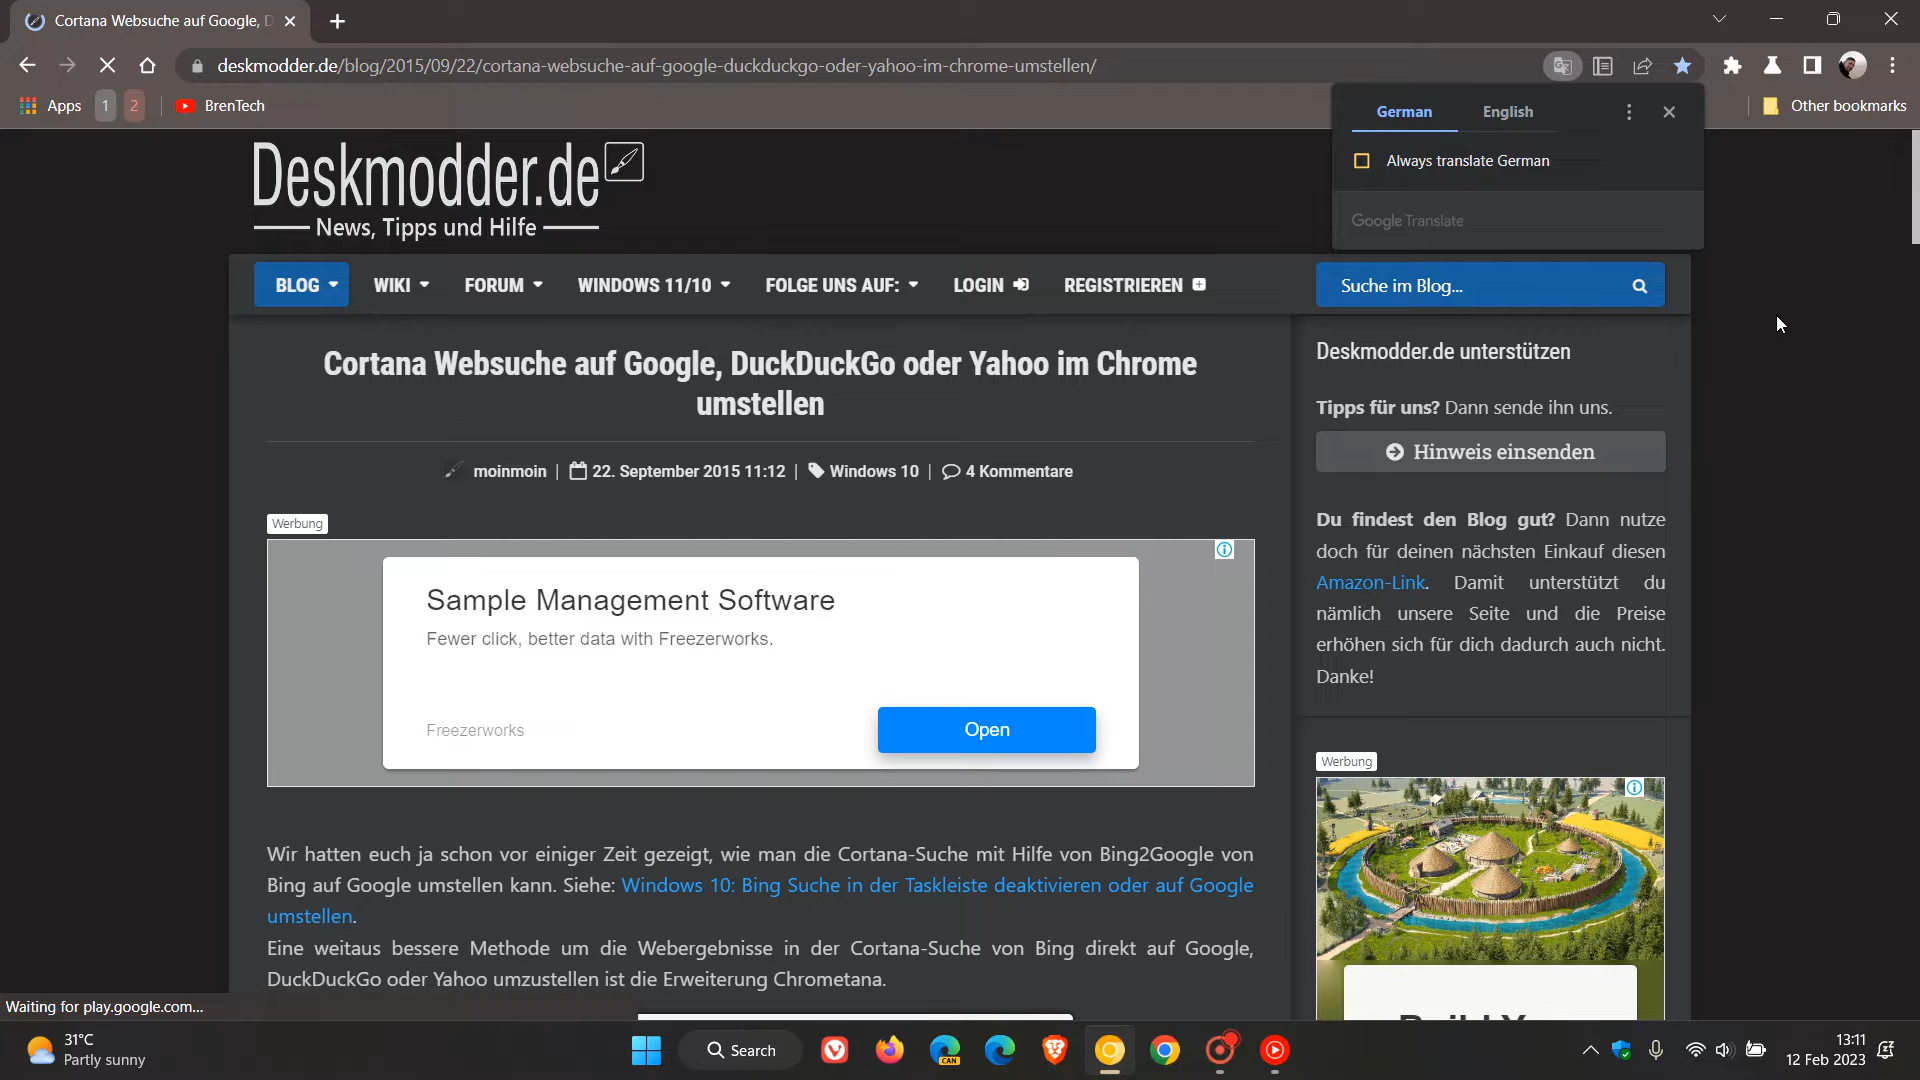 Cortana Websuche auf Google, D
deskmodder.de/blog/2015/09/22/cortana-websuche-auf-google-duckduckgo-oder-yahoo-im-chrome-umstellen/
Apps 1 2 BrenTech Other bookmarks
German English
Always translate German
Google Translate
Deskmodder.de
News, Tipps und Hilfe
BLOG WIKI FORUM WINDOWS 11/10 FOLGE UNS AUF: LOGIN REGISTRIEREN Suche im Blog...
Cortana Websuche auf Google, DuckDuckGo oder Yahoo im Chrome
umstellen
moinmoin | 22. September 2015 11:12 | Windows 10 | 4 Kommentare
Werbung
Sample Management Software
Fewer click, better data with Freezerworks.
Freezerworks
Open
Wir hatten euch ja schon vor einiger Zeit gezeigt, wie man die Cortana-Suche mit Hilfe von Bing2Google von
Bing auf Google umstellen kann. Siehe: Windows 10: Bing Suche in der Taskleiste deaktivieren oder auf Google
umstellen.
Eine weitaus bessere Methode um die Webergebnisse in der Cortana-Suche von Bing direkt auf Google,
DuckDuckGo oder Yahoo umzustellen ist die Erweiterung Chrometana.
Deskmodder.de unterstützen
Tipps für uns? Dann sende ihn uns.
Hinweis einsenden
Du findest den Blog gut? Dann nutze
doch für deinen nächsten Einkauf diesen
Amazon-Link. Damit unterstützt du
nämlich unsere Seite und die Preise
erhöhen sich für dich dadurch auch nicht.
Danke!
Werbung
Waiting for play.google.com...
31°C
Partly sunny
Search
CAN
13:11
12 Feb 2023